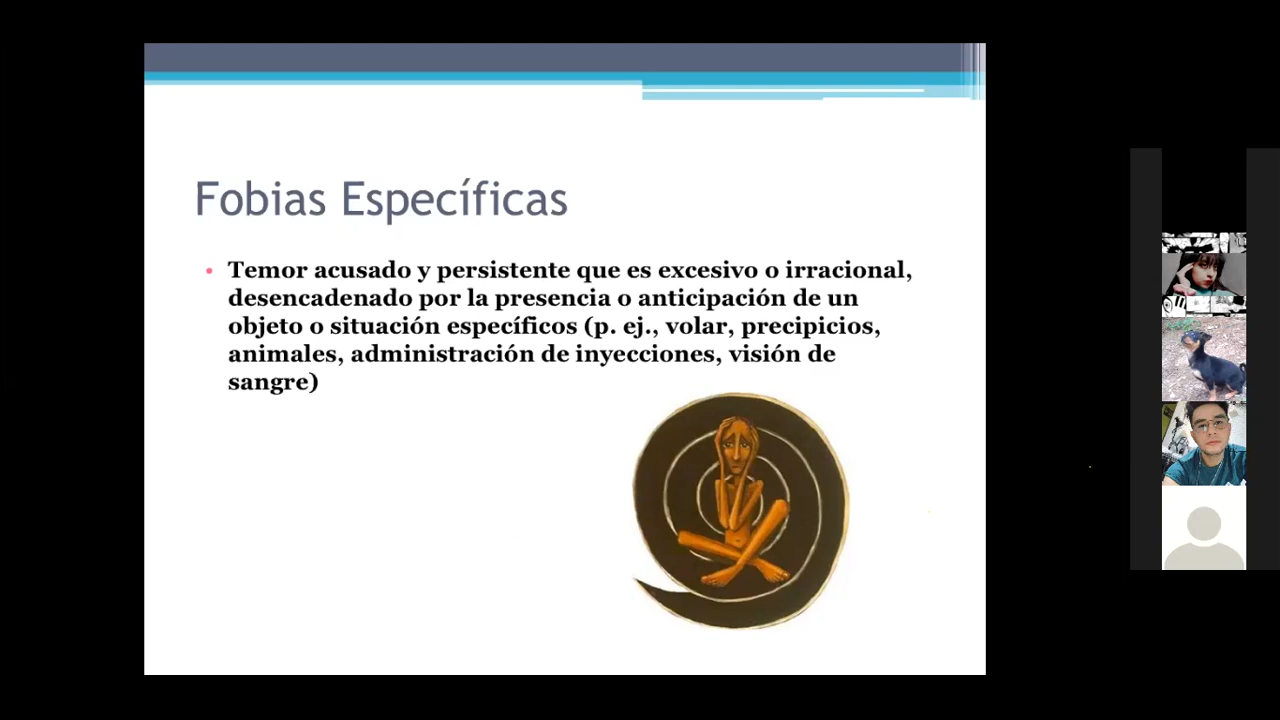 Fobias Específicas
• Temor acusado y persistente que es excesivo o irracional,
desencadenado por la presencia o anticipación de un
objeto o situación específicos (p. ej., volar, precipicios,
animales, administración de inyecciones, visión de
sangre)